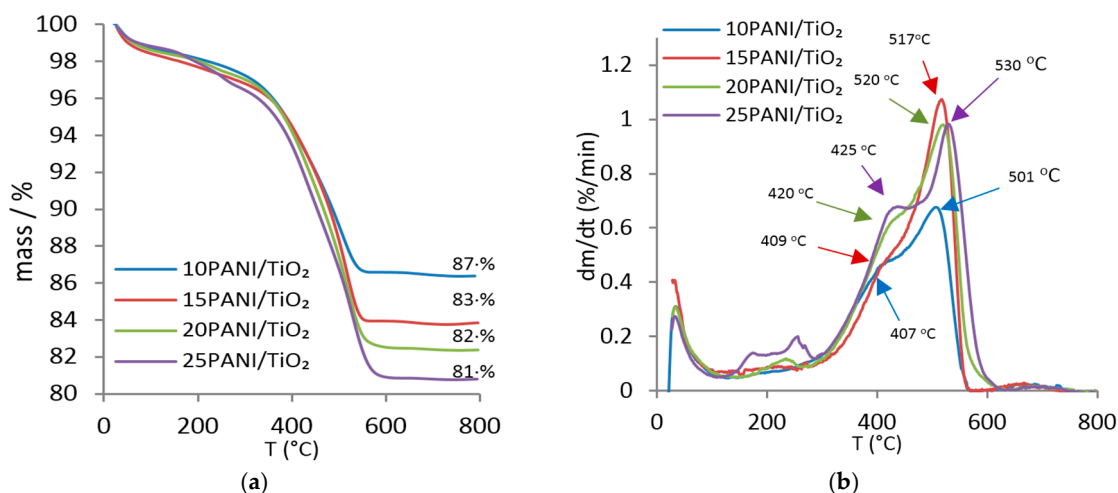 100
98
96
94
92
90
88
86
84
82
80
mass / %
10PANI/TiO₂
15PANI/TiO₂
20PANI/TiO₂
25PANI/TiO₂
87·%
83·%
82·%
81·%
0
200
400
600
800
T (°C)
(a)
10PANI/TiO₂
15PANI/TiO₂
20PANI/TiO₂
25PANI/TiO₂
1.2
1
0.8
0.6
0.4
0.2
0
dm/dt (%/min)
517°C
520 °C
530 °C
425 °C
420 °C
501 °C
409 °C
407 °C
0
200
400
600
800
T (°C)
(b)